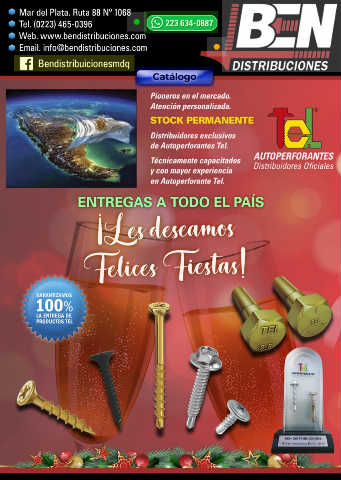 Mar del Plata. Ruta 88 N° 1068
Tel. (0223) 465-0396
Web. www.bendistribuciones.com
Email. info@bendistribuciones.com
Bendistribuicionesmdq
223 634-0887
BEN
DISTRIBUCIONES
Catálogo
Pioneros en el mercado.
Atención personalizada.
STOCK PERMANENTE
Distribuidores exclusivos
de Autoperforantes Tel.
Técnicamente capacitados
y con mayor experiencia
en Autoperforante Tel.
TEL
AUTOPERFORANTES
Distribuidores Oficiales
ENTREGAS A TODO EL PAÍS
¡Les deseamos
Felices Fiestas!
GARANTIZAMOS
100%
LA ENTREGA DE
PRODUCTOS TEL
TEL